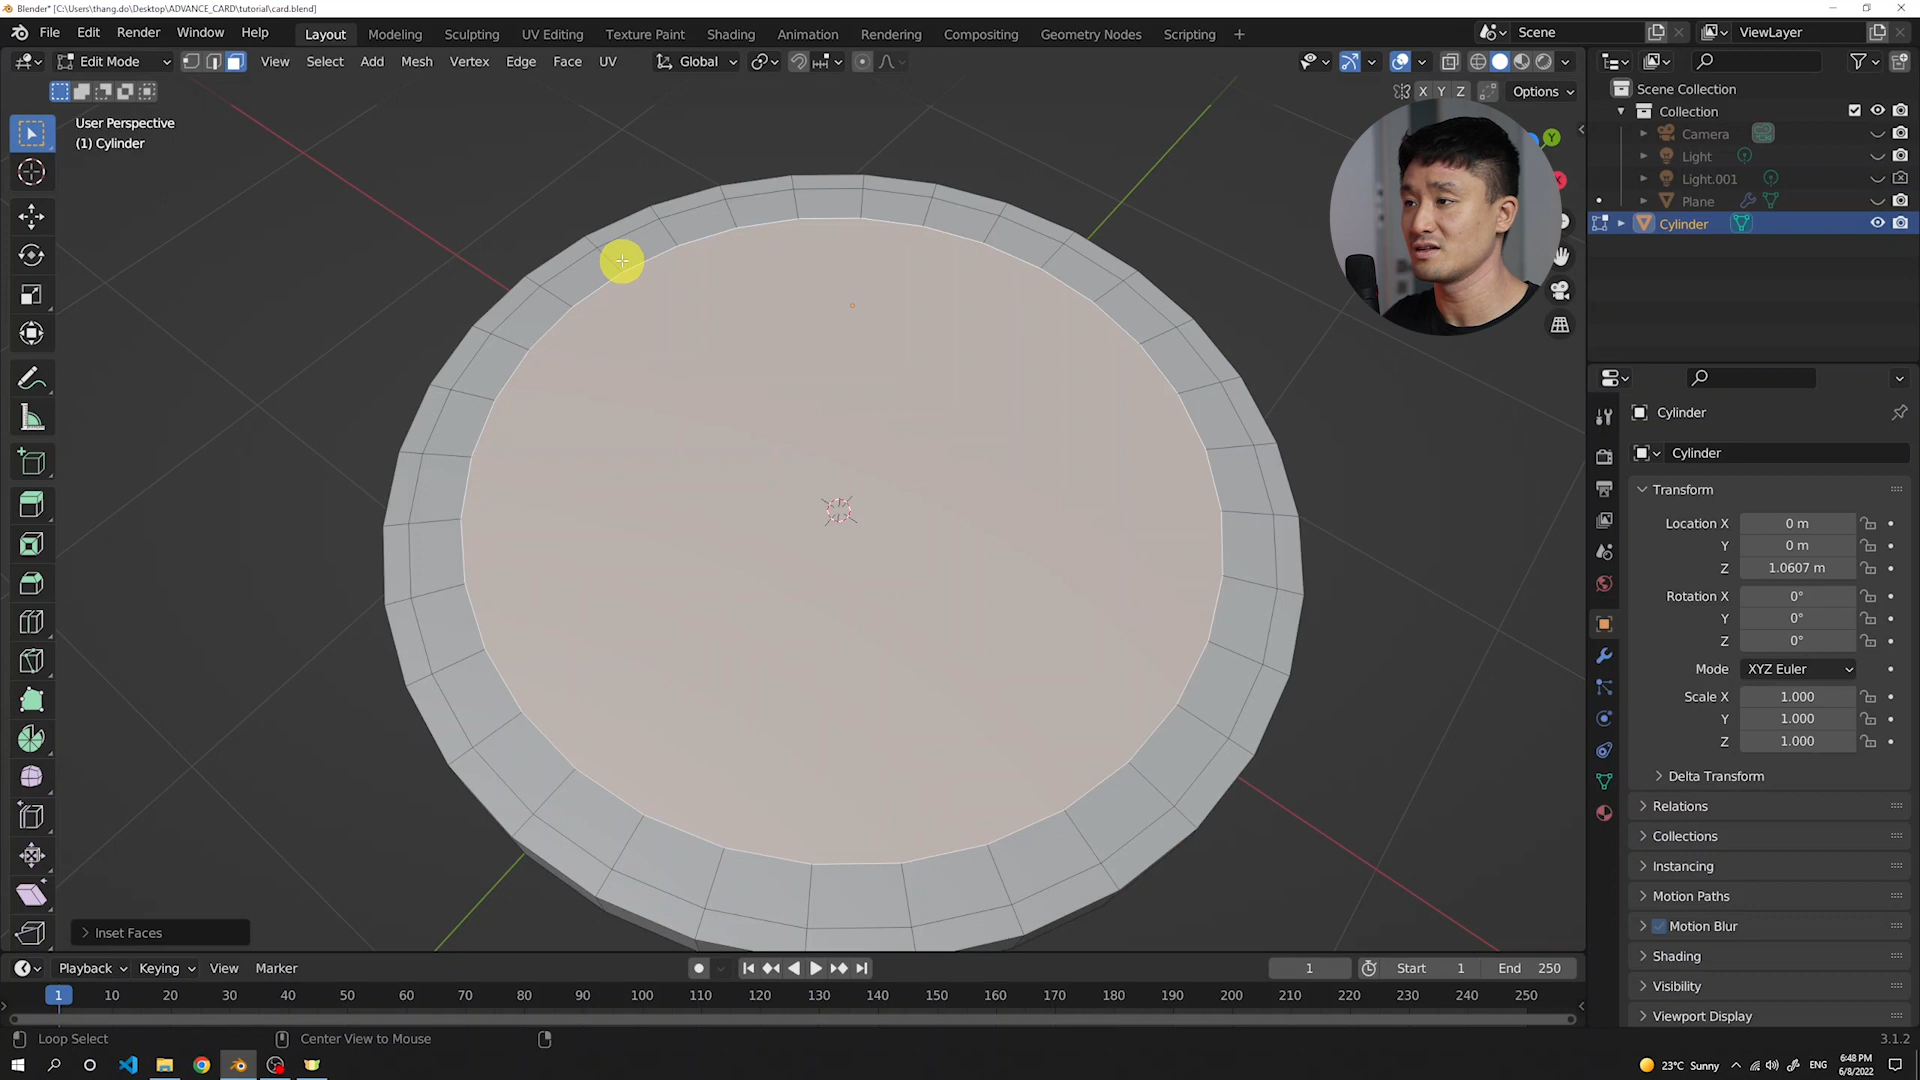 Blender* [C:\Users\thang.do\Desktop\ADVANCE_CARD\tutorial\card.blend]
File Edit Render Window Help Layout Modeling Sculpting UV Editing Texture Paint Shading Animation Rendering Compositing Geometry Nodes Scripting + Scene ViewLayer
Edit Mode View Select Add Mesh Vertex Edge Face UV Global
X Y Z Options
User Perspective
(1) Cylinder
Y
X
Scene Collection
Collection
Camera
Light
Light.001
Plane
Cylinder
Cylinder
Cylinder
Transform
Location X 0 m
Y 0 m
Z 1.0607 m
Rotation X 0°
Y 0°
Z 0°
Mode XYZ Euler
Scale X 1.000
Y 1.000
Z 1.000
Delta Transform
Relations
Collections
Instancing
Motion Paths
Motion Blur
Shading
Visibility
Viewport Display
Inset Faces
Playback Keying View Marker 1 Start 1 End 250
1 10 20 30 40 50 60 70 80 90 100 110 120 130 140 150 160 170 180 190 200 210 220 230 240 250
Loop Select Center View to Mouse 3.1.2
23°C Sunny ENG 6:48 PM
6/8/2022